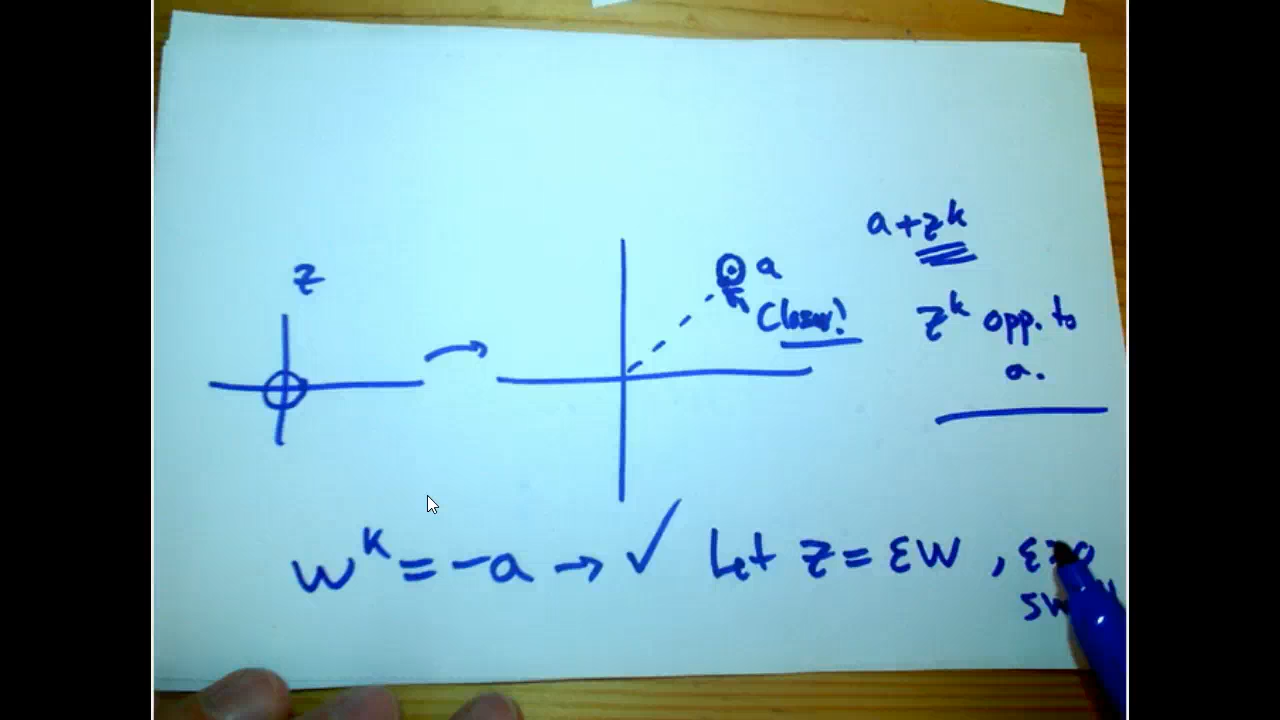 z
a
Closer!
a+z^k
z^k opp. to
a.
w^k = -a → ✓ Let z = εw , ε>0